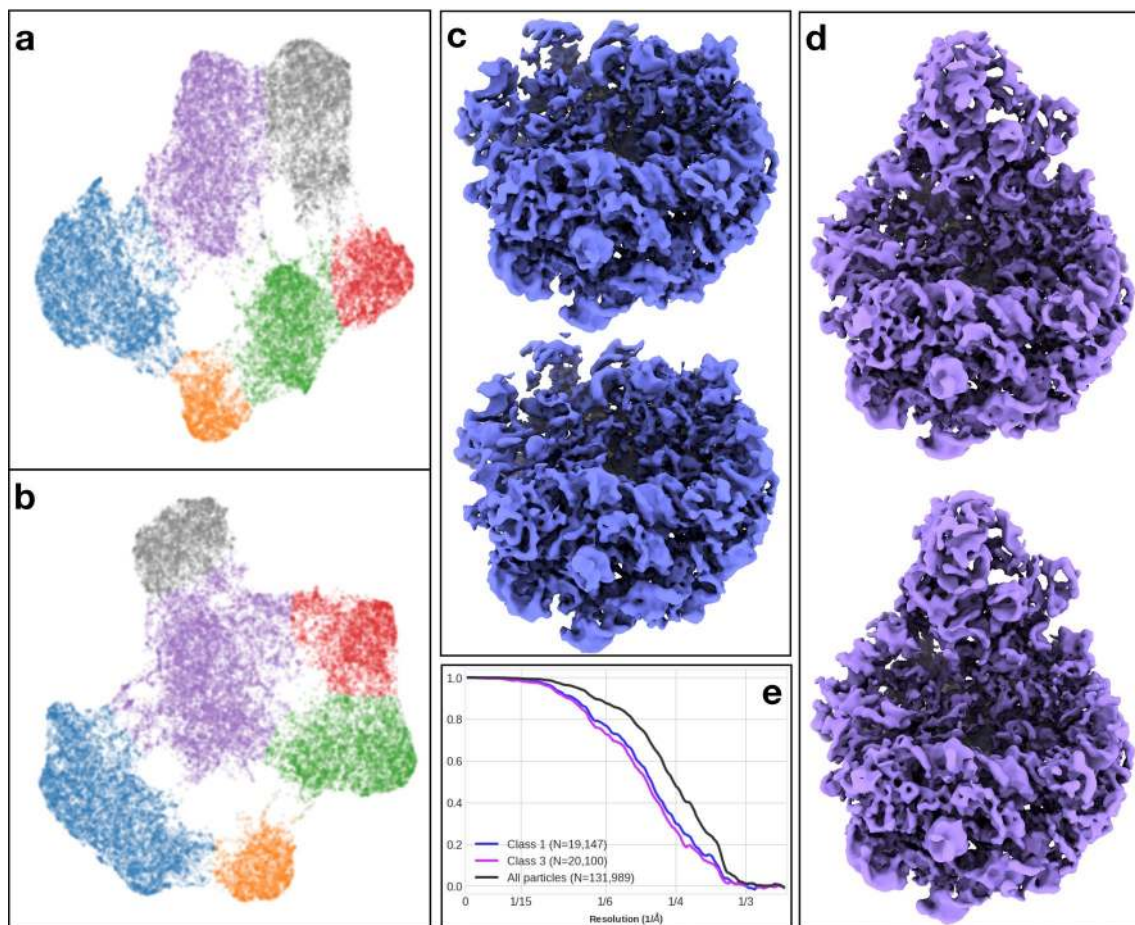 a
b
c
d
e
1.0
0.8
0.6
0.4
0.2
0.0
Class 1 (N=19,147)
Class 3 (N=20,100)
All particles (N=131,989)
0 1/15 1/6 1/4 1/3
Resolution (1/Å)